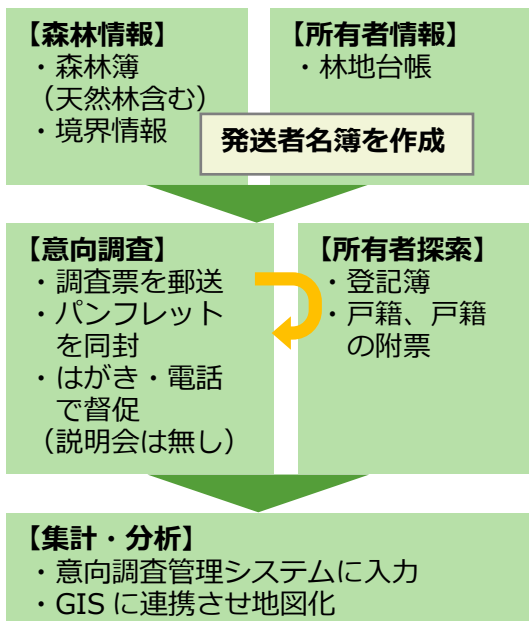 【森林情報】
・森林簿
（天然林含む）
・境界情報
【所有者情報】
・林地台帳
発送者名簿を作成
【意向調査】
・調査票を郵送
・パンフレット
を同封
・はがき・電話
で督促
（説明会は無し）
【所有者探索】
・登記簿
・戸籍、戸籍
の附票
【集計・分析】
・意向調査管理システムに入力
・GIS に連携させ地図化